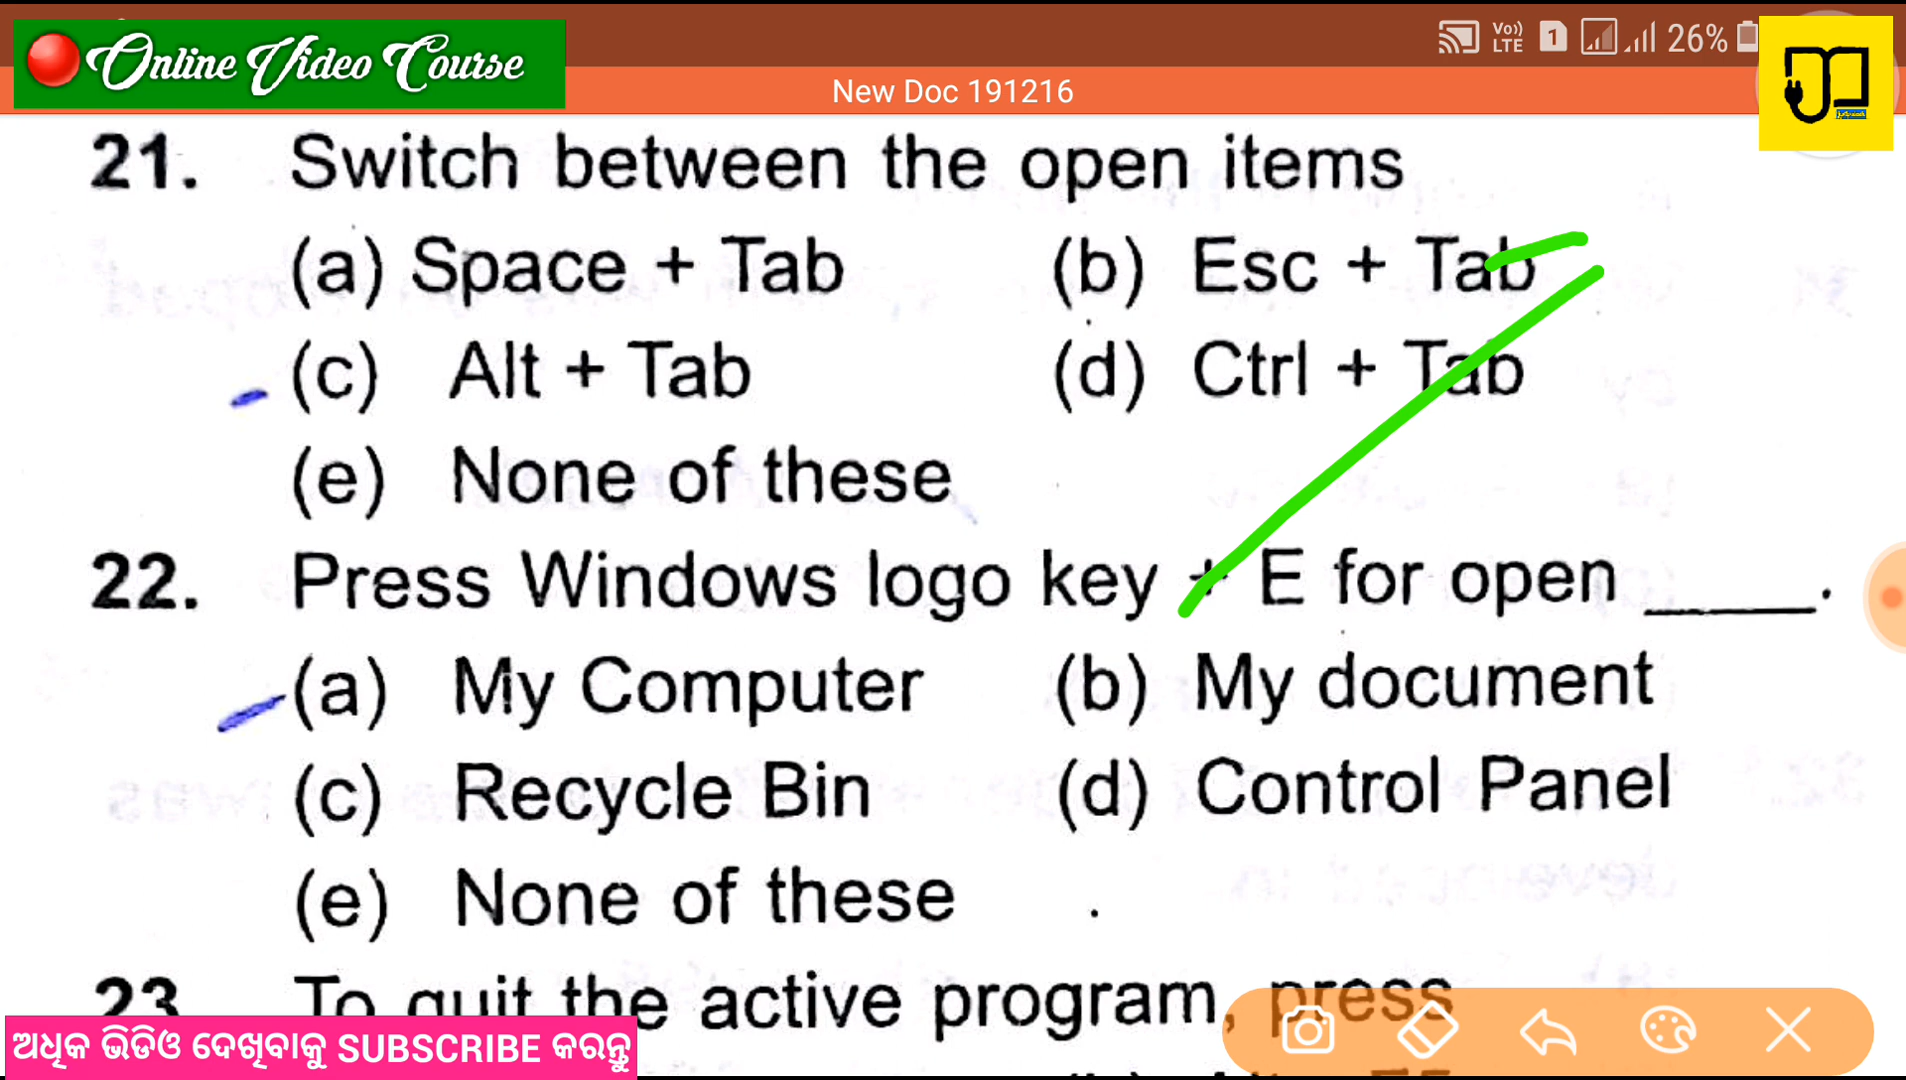 Online Video Course
Vo)) LTE 1 26%
New Doc 191216
21. Switch between the open items
(a) Space + Tab (b) Esc + Tab
(c) Alt + Tab (d) Ctrl + Tab
(e) None of these
22. Press Windows logo key + E for open _____.
(a) My Computer (b) My document
(c) Recycle Bin (d) Control Panel
(e) None of these
23. To quit the active program, press
ଅଧିକ ଭିଡିଓ ଦେଖିବାକୁ SUBSCRIBE କରନ୍ତୁ